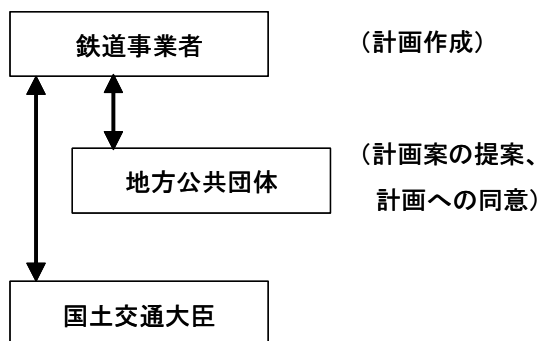 鉄道事業者
（計画作成）
地方公共団体
（計画案の提案、
計画への同意）
国土交通大臣